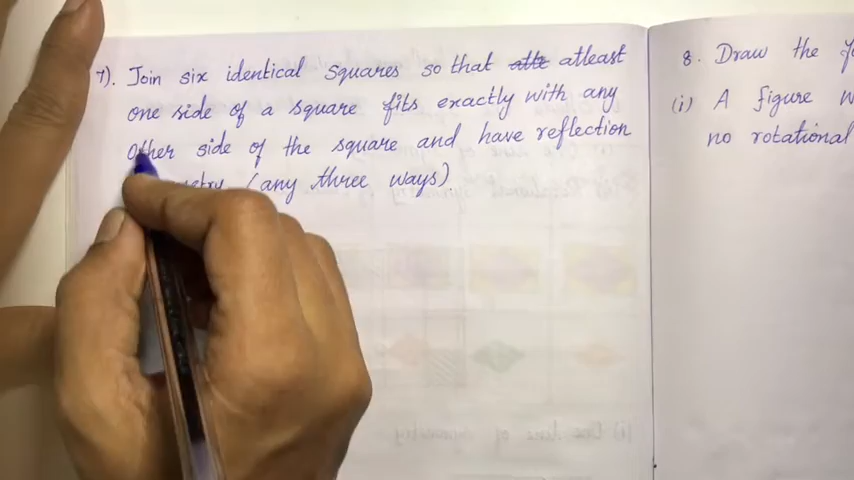 7). Join six identical squares so that atleast
one side of a square fits exactly with any
other side of the square and have reflection
(any three ways)
8. Draw the
(i) A figure
no rotational